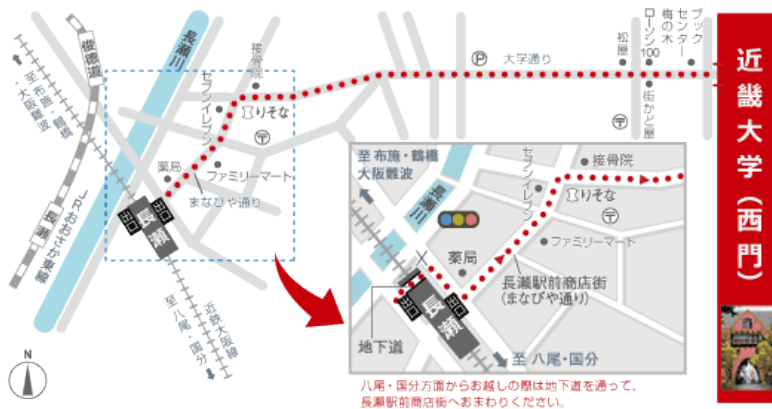 俊徳道
至 布施・鶴橋
・大阪難波
長瀬川
接骨院
セブンイレブン
りそな
〒
薬局
ファミリーマート
まなびや通り
出口
長瀬
出口
長瀬
JRおおさか東線
近鉄大阪線
至 八尾・国分
N
P
大学通り
松屋
ローソン100
梅の木
ブックセンター
街かど屋
〒
近畿大学（西門）
至 布施・鶴橋
大阪難波
長瀬川
セブンイレブン
接骨院
りそな
〒
ファミリーマート
薬局
長瀬駅前商店街
(まなびや通り)
出口
長瀬
出口
地下道
至 八尾・国分
八尾・国分方面からお越しの際は地下道を通って、
長瀬駅前商店街へおまわりください。